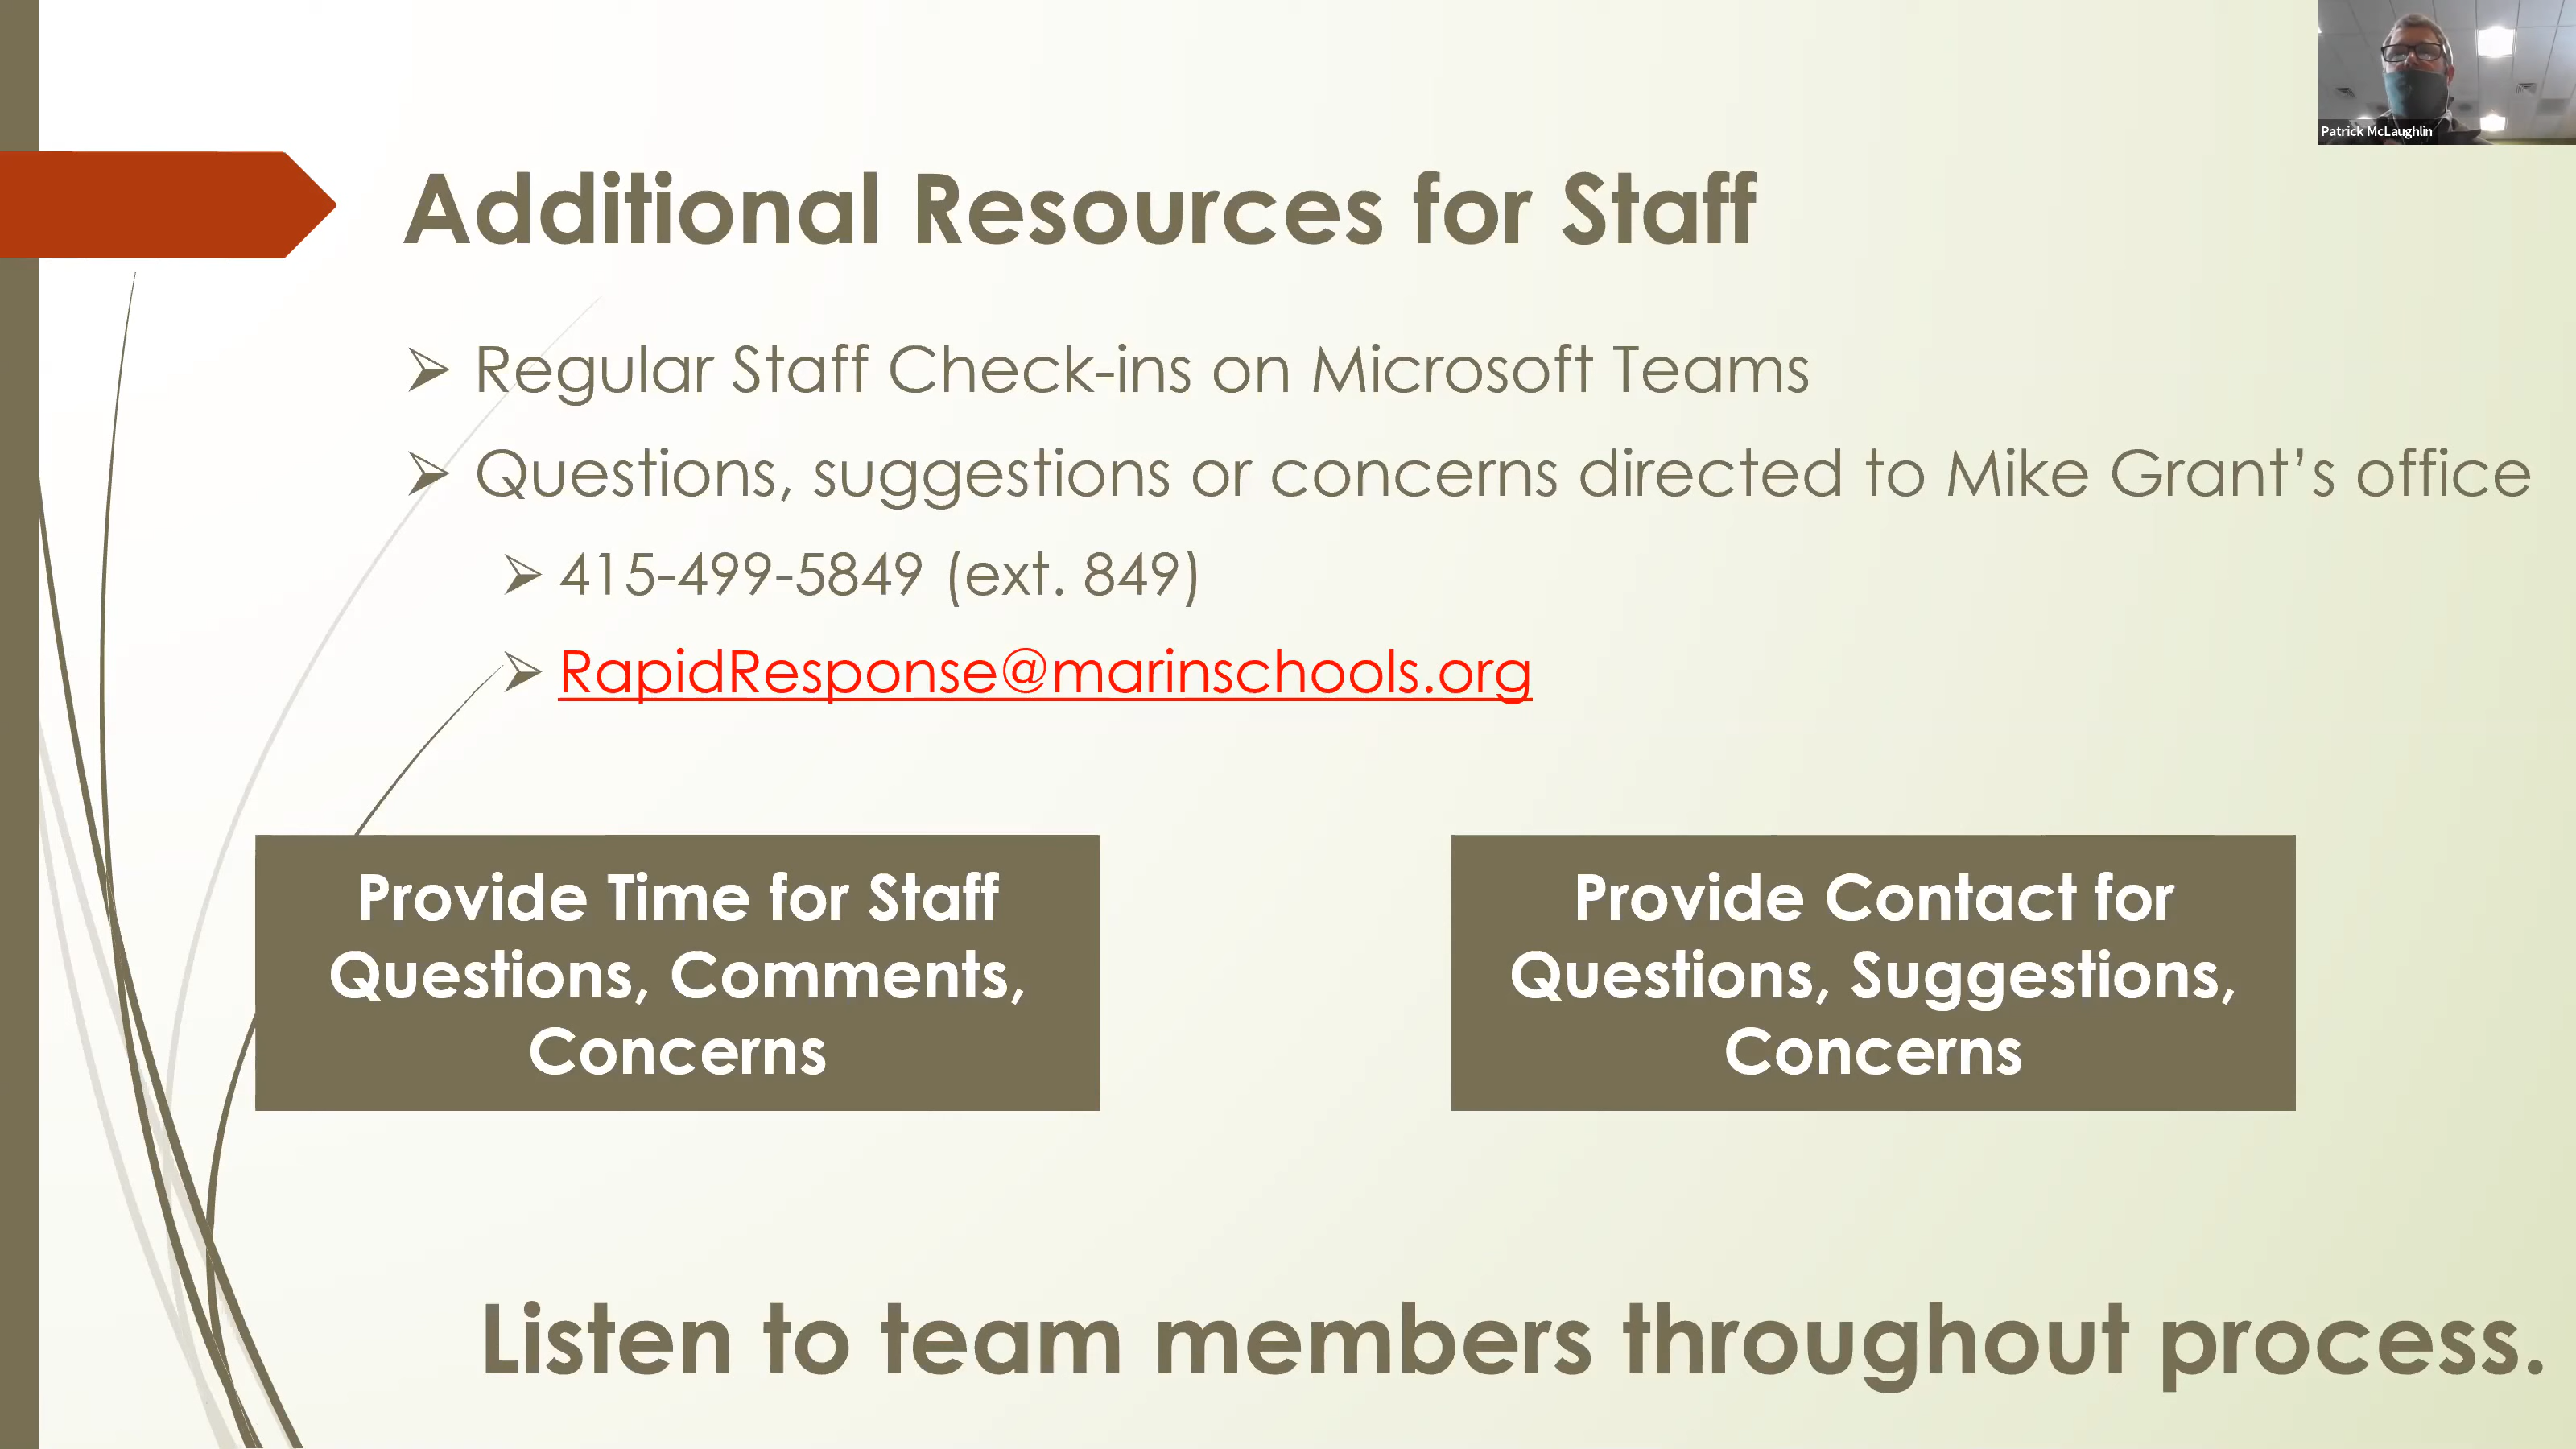 Patrick McLaughlin
Additional Resources for Staff
Regular Staff Check-ins on Microsoft Teams
Questions, suggestions or concerns directed to Mike Grant’s office
415-499-5849 (ext. 849)
RapidResponse@marinschools.org
Provide Time for Staff
Questions, Comments,
Concerns
Provide Contact for
Questions, Suggestions,
Concerns
Listen to team members throughout process.